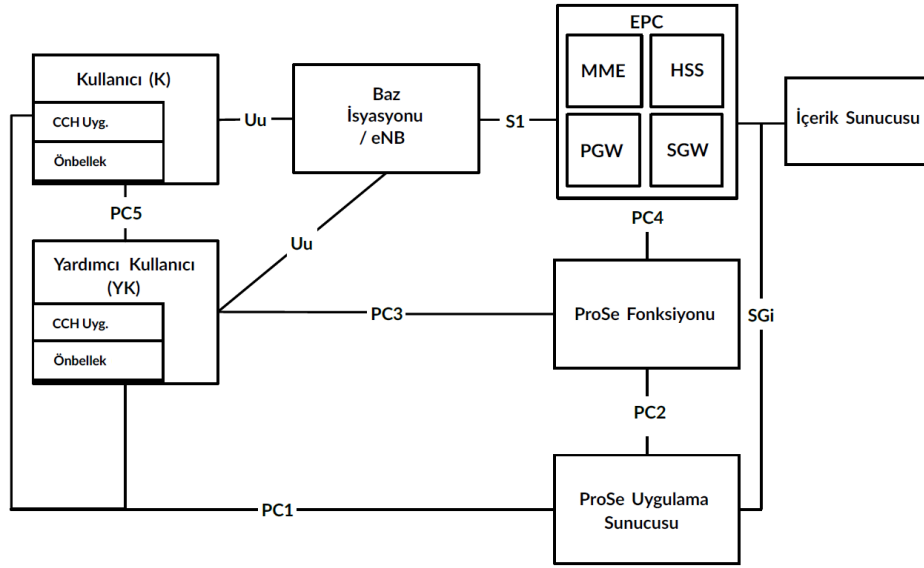 EPC
Kullanıcı (K)
CCH Uyg.
Önbellek
Uu
Baz
İsyasyonu
/ eNB
S1
MME
HSS
PGW
SGW
İçerik Sunucusu
PC5
PC4
Yardımcı Kullanıcı
(YK)
CCH Uyg.
Önbellek
Uu
PC3
ProSe Fonksiyonu
SGi
PC2
ProSe Uygulama
Sunucusu
PC1